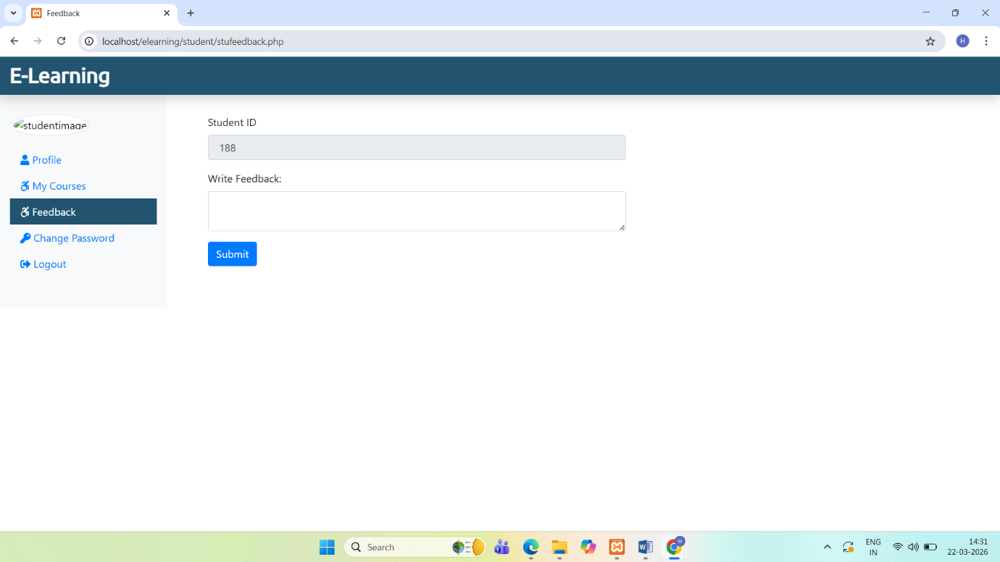 Feedback
localhost/elearning/student/stufeedback.php
H
E-Learning
studentimage
Profile
My Courses
Feedback
Change Password
Logout
Student ID
188
Write Feedback:
Submit
Search
H
ENG
IN
14:31
22-03-2026